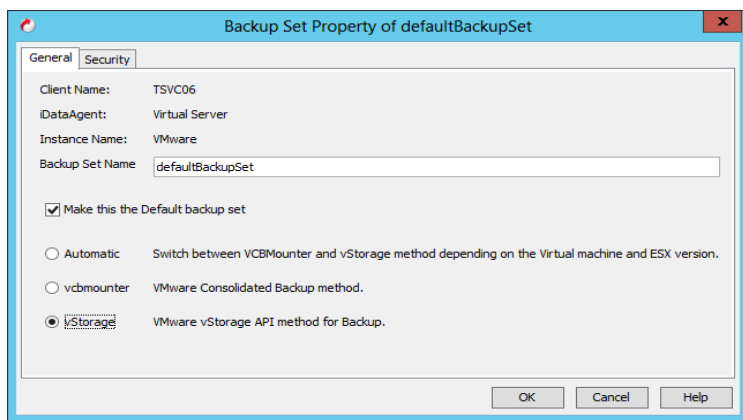 Backup Set Property of defaultBackupSet
x
General Security
Client Name: TSVC06
iDataAgent: Virtual Server
Instance Name: VMware
Backup Set Name defaultBackupSet
Make this the Default backup set
Automatic Switch between VCBMounter and vStorage method depending on the Virtual machine and ESX version.
vcbmounter VMware Consolidated Backup method.
vStorage VMware vStorage API method for Backup.
OK Cancel Help